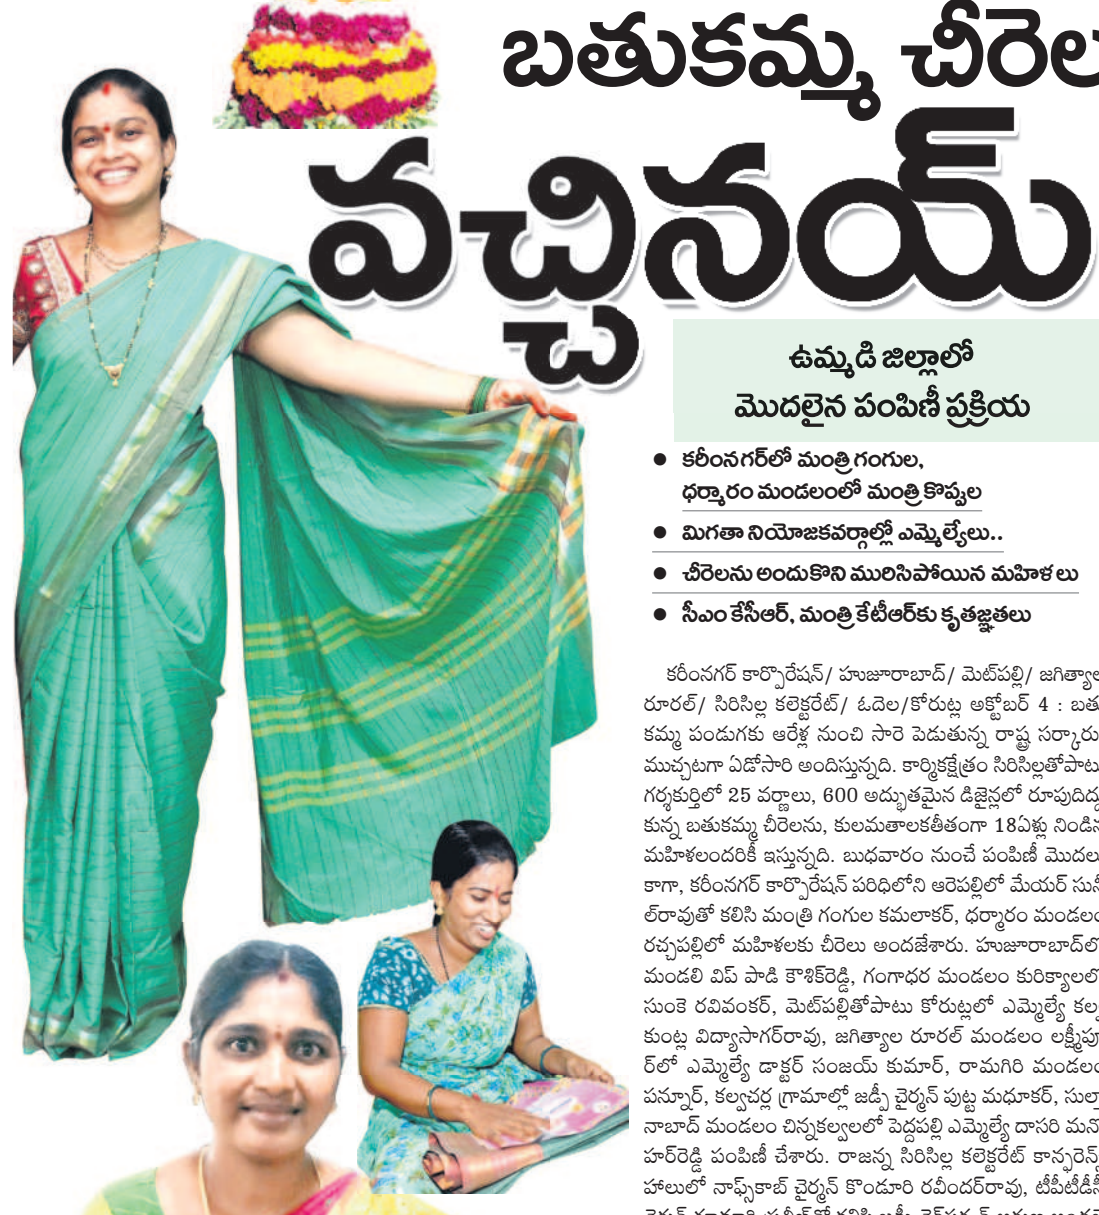 బతుకమ్మ చీరెల
వచ్చినయ్
ఉమ్మడి జిల్లాలో
మొదలైన పంపిణీ ప్రక్రియ
● కరీంనగర్‌లో మంత్రి గంగుల,
ధర్మారం మండలంలో మంత్రి కొప్పుల
● మిగతా నియోజకవర్గాల్లో ఎమ్మెల్యేలు..
● చీరెలను అందుకొని మురిసిపోయిన మహిళలు
● సీఎం కేసీఆర్, మంత్రి కేటీఆర్‌కు కృతజ్ఞతలు
కరీంనగర్ కార్పొరేషన్/ హుజూరాబాద్/ మెట్‌పల్లి/ జగిత్యాల
రూరల్/ సిరిసిల్ల కలెక్టరేట్/ ఓదెల/కోరుట్ల అక్టోబర్ 4 : బతు
కమ్మ పండుగకు ఆరేళ్ల నుంచి సారె పెడుతున్న రాష్ట్ర సర్కారు,
ముచ్చటగా ఏడోసారి అందిస్తున్నది. కార్మికక్షేత్రం సిరిసిల్లతోపాటు
గర్శకుర్తిలో 25 వర్ణాలు, 600 అద్భుతమైన డిజైన్లలో రూపుదిద్దు
కున్న బతుకమ్మ చీరెలను, కులమతాలకతీతంగా 18ఏళ్లు నిండిన
మహిళలందరికీ ఇస్తున్నది. బుధవారం నుంచే పంపిణీ మొదలు
కాగా, కరీంనగర్ కార్పొరేషన్ పరిధిలోని ఆరెపల్లిలో మేయర్ సునీ
ల్‌రావుతో కలిసి మంత్రి గంగుల కమలాకర్, ధర్మారం మండలం
రచ్చపల్లిలో మహిళలకు చీరెలు అందజేశారు. హుజూరాబాద్‌లో
మండలి విప్ పాడి కౌశిక్‌రెడ్డి, గంగాధర మండలం కురిక్యాలలో
సుంకె రవివంకర్, మెట్‌పల్లితోపాటు కోరుట్లలో ఎమ్మెల్యే కల్వ
కుంట్ల విద్యాసాగర్‌రావు, జగిత్యాల రూరల్ మండలం లక్ష్మీపూ
ర్‌లో ఎమ్మెల్యే డాక్టర్ సంజయ్ కుమార్, రామగిరి మండలం
పన్నూర్, కల్వచర్ల గ్రామాల్లో జడ్పీ చైర్మన్ పుట్ట మధూకర్, సుల్తా
నాబాద్ మండలం చిన్నకల్వలలో పెద్దపల్లి ఎమ్మెల్యే దాసరి మనో
హర్‌రెడ్డి పంపిణీ చేశారు. రాజన్న సిరిసిల్ల కలెక్టరేట్ కాన్ఫరెన్స్
హాలులో నాఫ్స్‌కాబ్ చైర్మన్ కొండూరి రవీందర్‌రావు, టీపీటీడీసీ